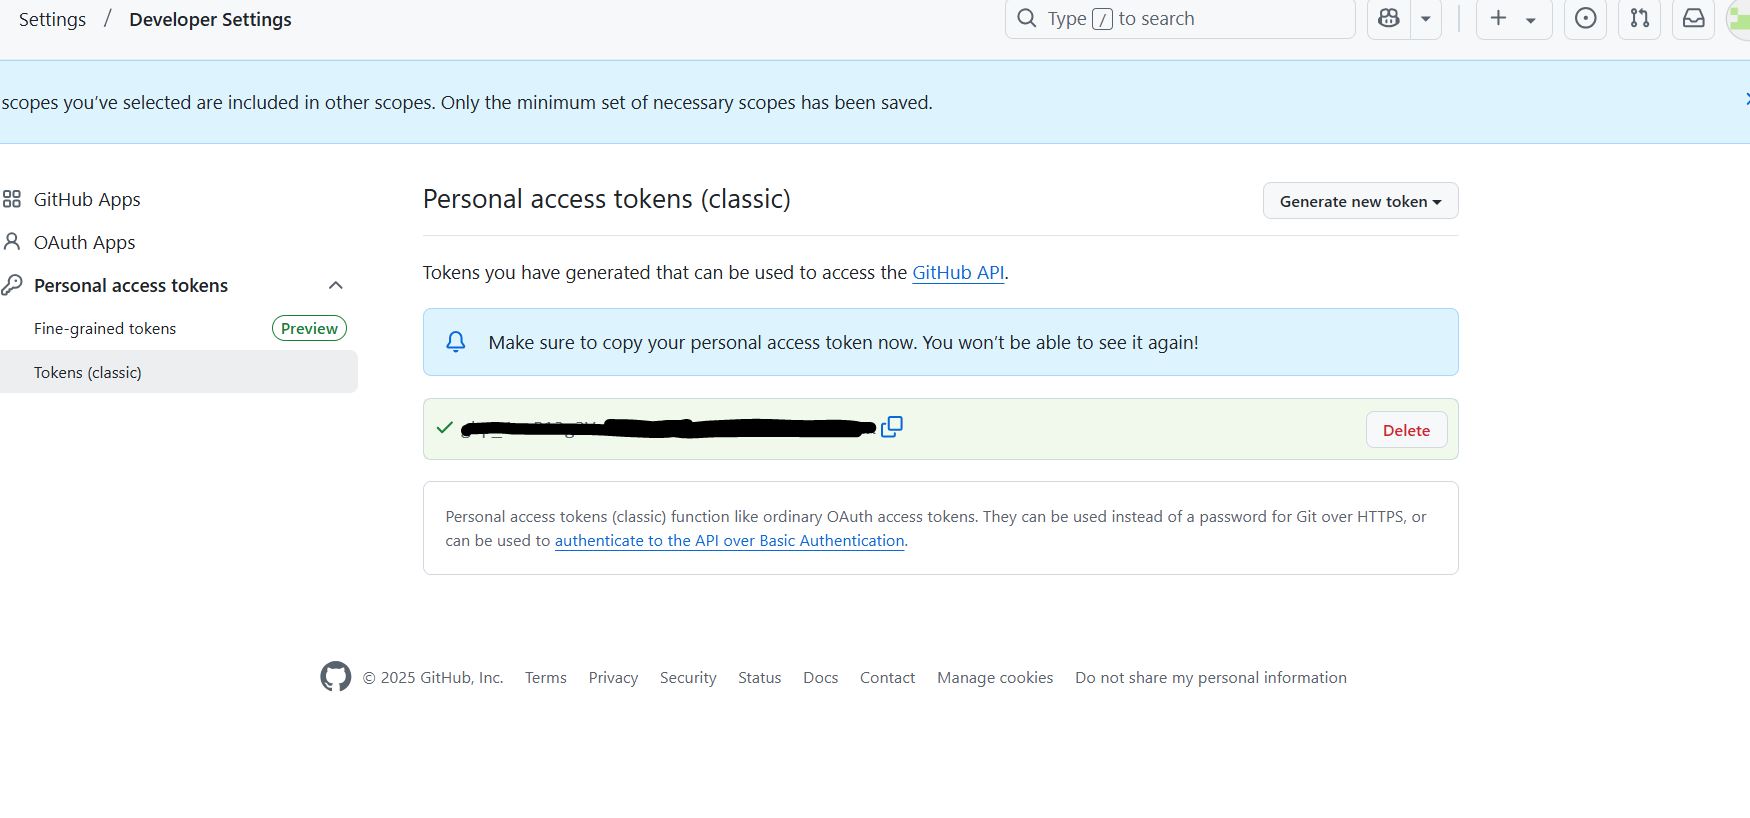 Settings / Developer Settings
Type / to search
scopes you've selected are included in other scopes. Only the minimum set of necessary scopes has been saved.
GitHub Apps
OAuth Apps
Personal access tokens
Fine-grained tokens Preview
Tokens (classic)
Personal access tokens (classic)
Generate new token
Tokens you have generated that can be used to access the GitHub API.
Make sure to copy your personal access token now. You won't be able to see it again!
Delete
Personal access tokens (classic) function like ordinary OAuth access tokens. They can be used instead of a password for Git over HTTPS, or
can be used to authenticate to the API over Basic Authentication.
© 2025 GitHub, Inc. Terms Privacy Security Status Docs Contact Manage cookies Do not share my personal information